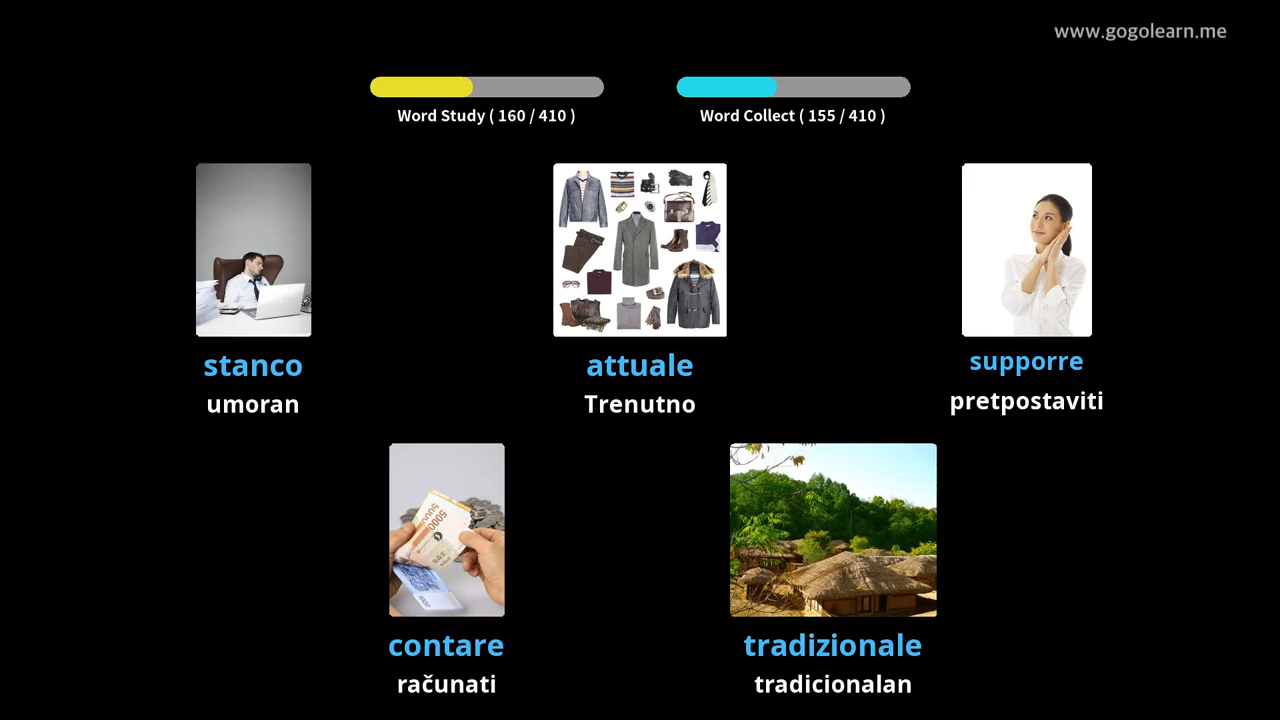 www.gogolearn.me
Word Study ( 160 / 410 )
Word Collect ( 155 / 410 )
stanco
umoran
attuale
Trenutno
supporre
pretpostaviti
contare
računati
tradizionale
tradicionalan